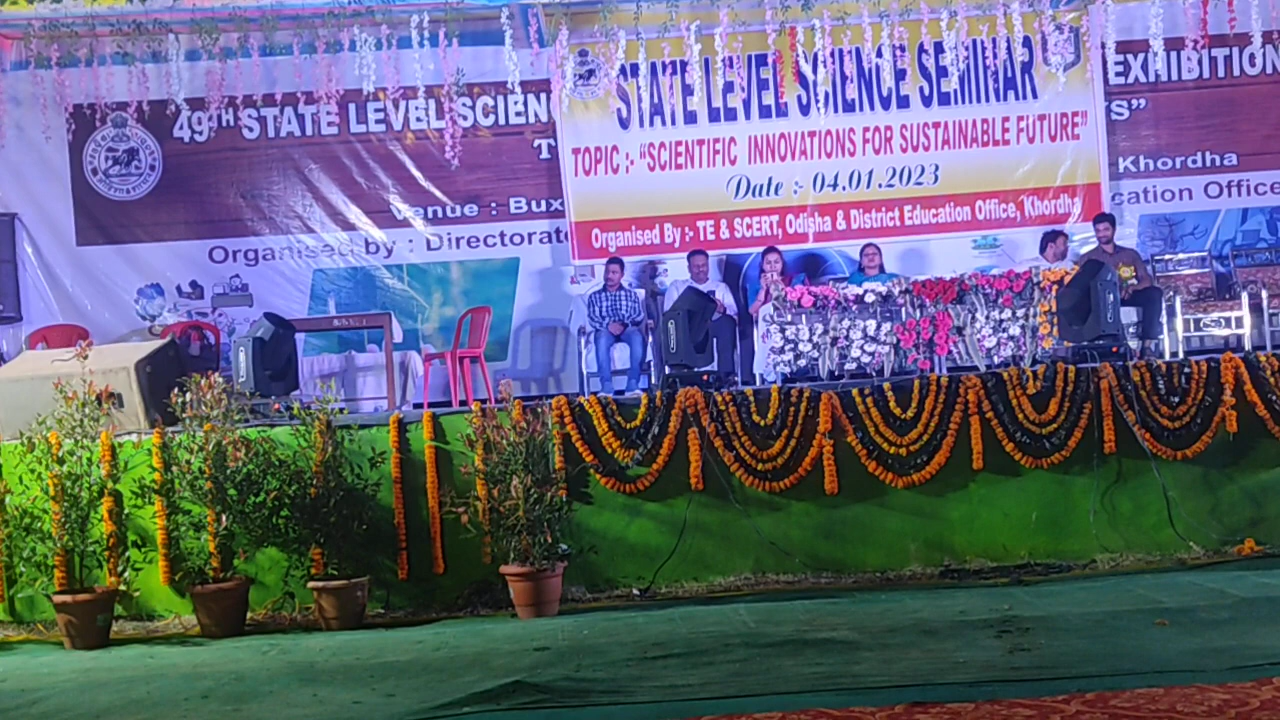 STATE LEVEL SCIENCE SEMINAR
TOPIC :- "SCIENTIFIC INNOVATIONS FOR SUSTAINABLE FUTURE"
Date :- 04.01.2023
Organised By :- TE & SCERT, Odisha & District Education Office, Khordha
49TH STATE LEVEL SCIENC
EXHIBITION
T
S"
Venue : Bux
Khordha
Organised by : Directorate
cation Office